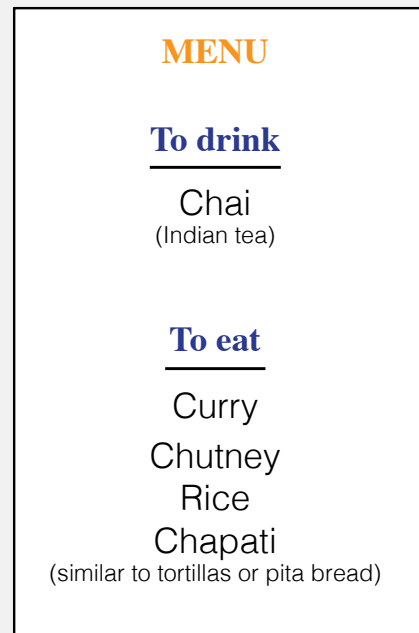 MENU
To drink
Chai
(Indian tea)
To eat
Curry
Chutney
Rice
Chapati
(similar to tortillas or pita bread)